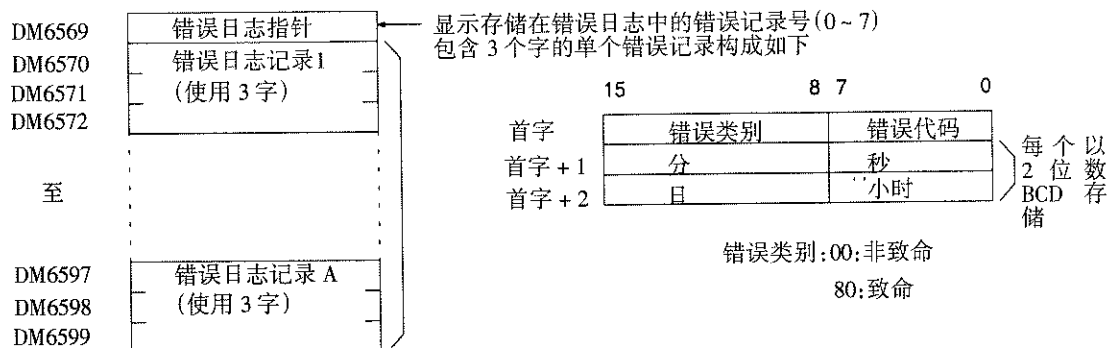 DM6569 错误日志指针
显示存储在错误日志中的错误记录号(0~7)
包含3个字的单个错误记录构成如下
DM6570 错误日志记录1
DM6571 (使用3字)
DM6572
至
DM6597 错误日志记录A
DM6598 (使用3字)
DM6599
15 8 7 0
首字 错误类别 错误代码
首字+1 分 秒
首字+2 日 小时
每个以
2位数
BCD存
储
错误类别:00:非致命
80:致命